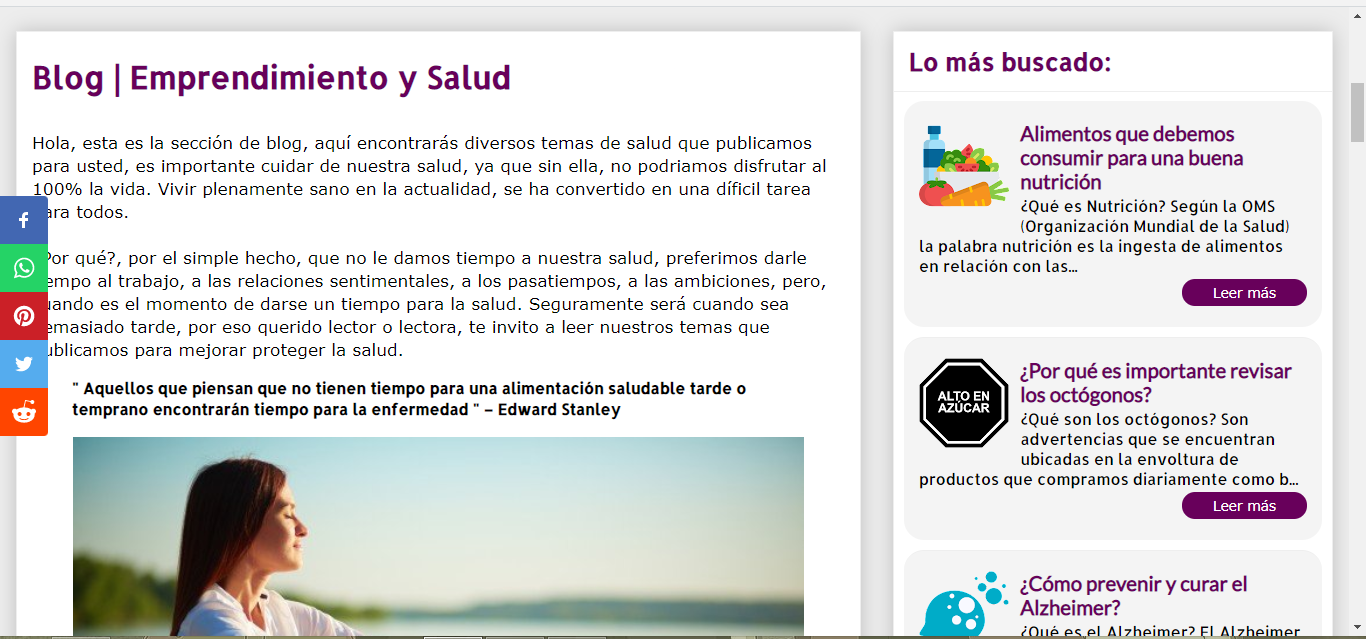 Blog | Emprendimiento y Salud
Hola, esta es la sección de blog, aquí encontrarás diversos temas de salud que publicamos
para usted, es importante cuidar de nuestra salud, ya que sin ella, no podriamos disfrutar al
100% la vida. Vivir plenamente sano en la actualidad, se ha convertido en una díficil tarea
ara todos.
Por qué?, por el simple hecho, que no le damos tiempo a nuestra salud, preferimos darle
empo al trabajo, a las relaciones sentimentales, a los pasatiempos, a las ambiciones, pero,
uando es el momento de darse un tiempo para la salud. Seguramente será cuando sea
emasiado tarde, por eso querido lector o lectora, te invito a leer nuestros temas que
ublicamos para mejorar proteger la salud.
" Aquellos que piensan que no tienen tiempo para una alimentación saludable tarde o
temprano encontrarán tiempo para la enfermedad " – Edward Stanley
Lo más buscado:
Alimentos que debemos
consumir para una buena
nutrición
¿Qué es Nutrición? Según la OMS
(Organización Mundial de la Salud)
la palabra nutrición es la ingesta de alimentos
en relación con las...
Leer más
ALTO EN
AZÚCAR
¿Por qué es importante revisar
los octógonos?
¿Qué son los octógonos? Son
advertencias que se encuentran
ubicadas en la envoltura de
productos que compramos diariamente como b...
Leer más
¿Cómo prevenir y curar el
Alzheimer?
¿Qué es el Alzheimer? El Alzheimer